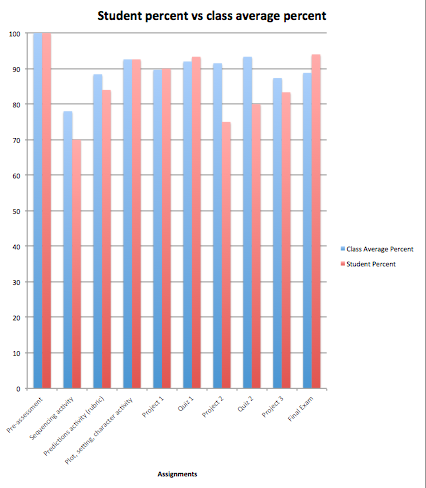 Student percent vs class average percent
100
90
80
70
60
50
40
30
20
10
0
Pre-assessment
Sequencing activity
Predictions activity (rubric)
Plot, setting, character activity
Project 1
Quiz 1
Project 2
Quiz 2
Project 3
Final Exam
Assignments
Class Average Percent
Student Percent